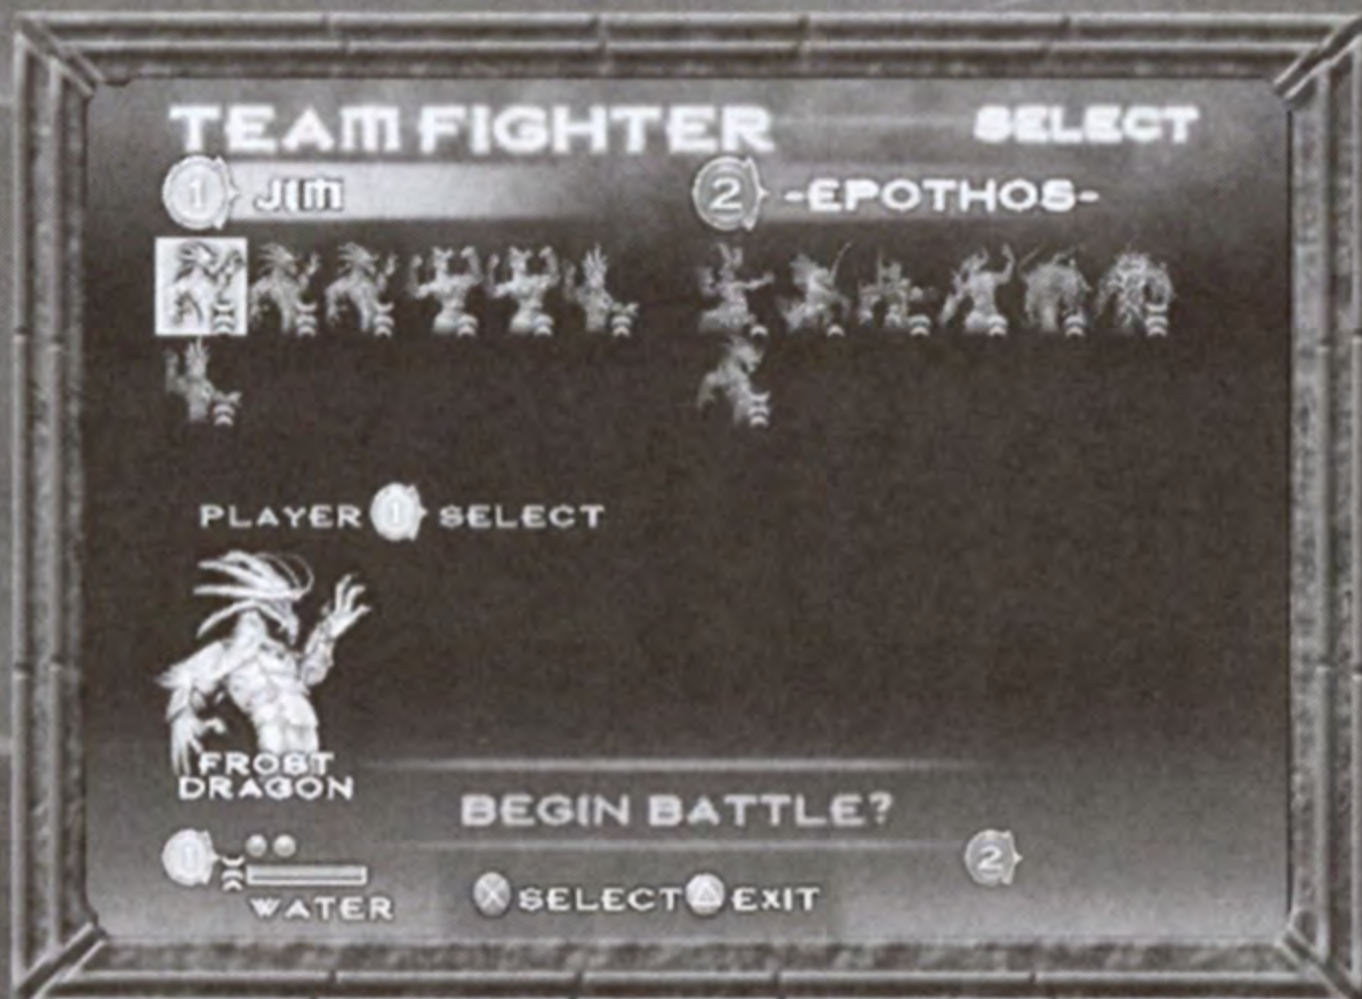 TEAM FIGHTER SELECT
1 JIM 2 -EPOTHOS-
PLAYER 1 SELECT
FROST
DRAGON
BEGIN BATTLE?
1 2
WATER
X SELECT △ EXIT